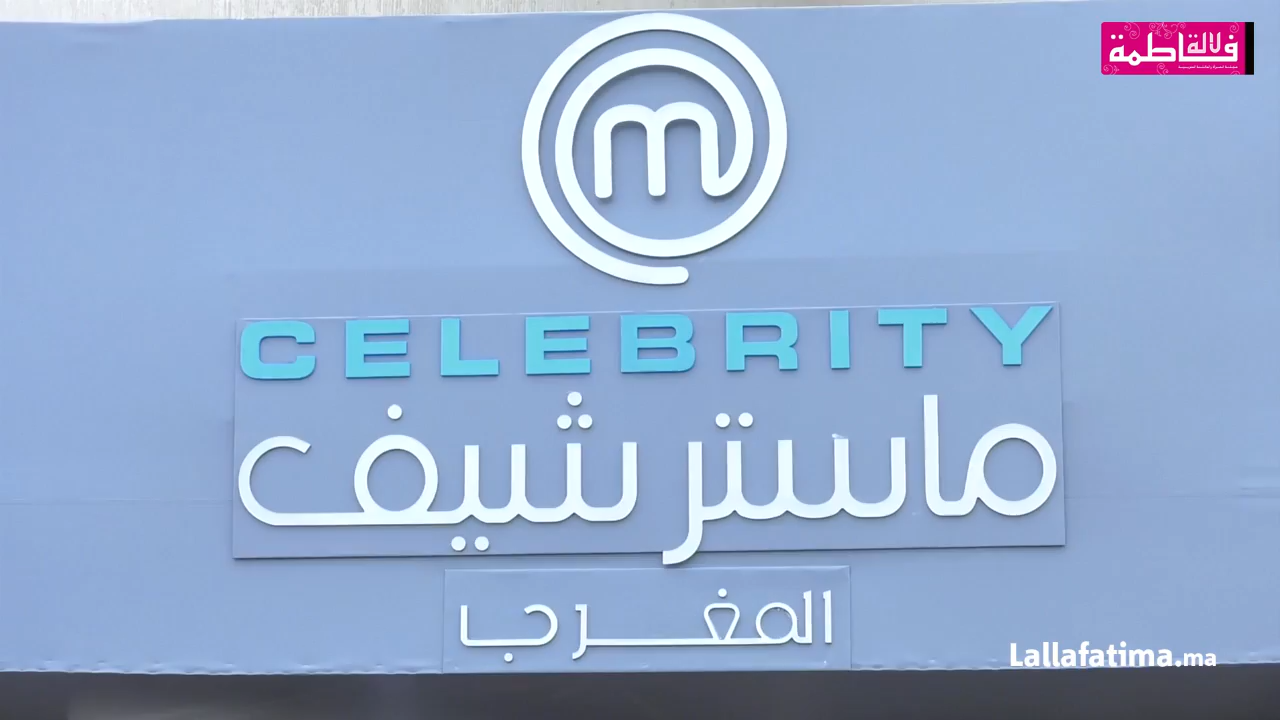 فلالة فاطمة
m
CELEBRITY
ماستر شيف
المغرب
Lallafatima.ma